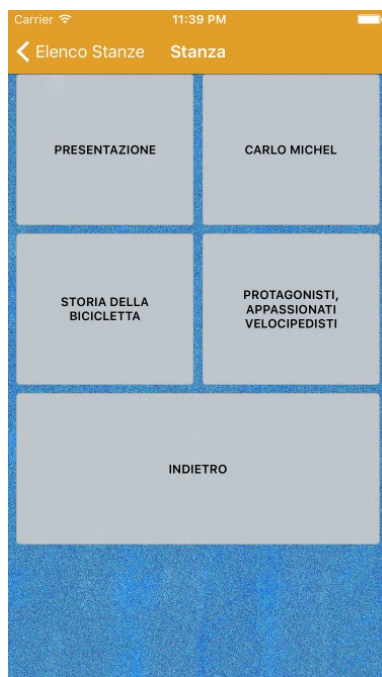 Carrier 11:39 PM
Elenco Stanze Stanza
PRESENTAZIONE
CARLO MICHEL
STORIA DELLA
BICICLETTA
PROTAGONISTI,
APPASSIONATI
VELOCIPEDISTI
INDIETRO